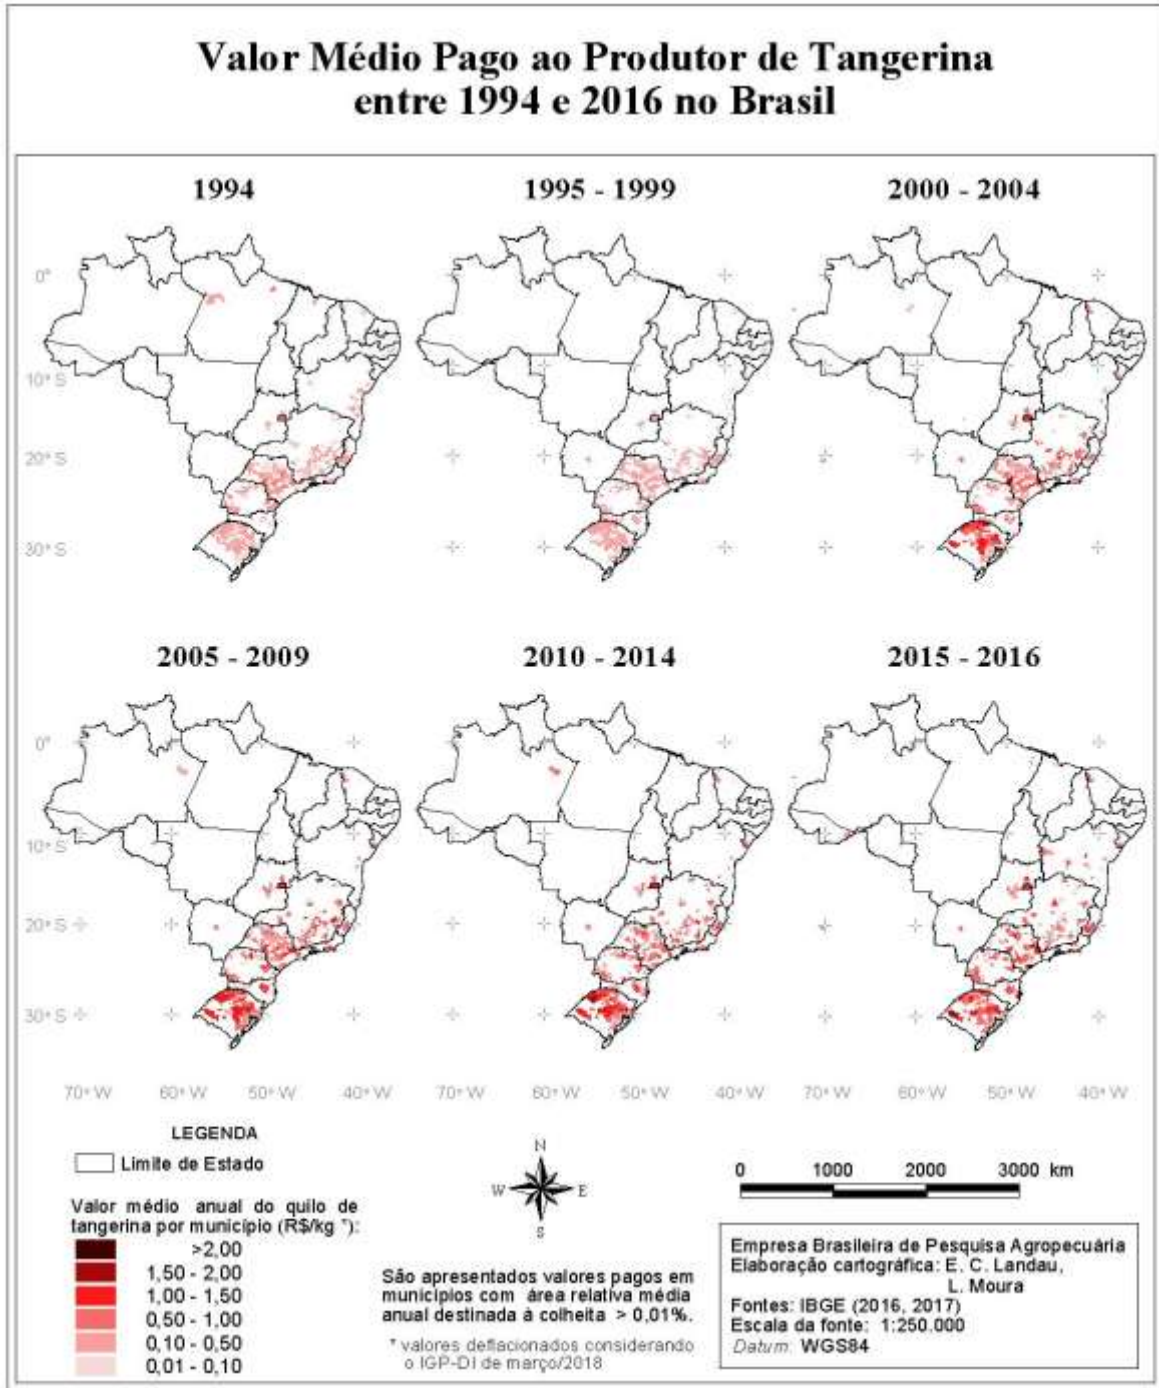 Valor Médio Pago ao Produtor de Tangerina
entre 1994 e 2016 no Brasil
1994
1995 - 1999
2000 - 2004
0°
10° S
20° S
30° S
2005 - 2009
2010 - 2014
2015 - 2016
0°
10° S
20° S
30° S
70° W 60° W 50° W 40° W 70° W 60° W 50° W 40° W 70° W 60° W 50° W 40° W
LEGENDA
Limite de Estado
Valor médio anual do quilo de
tangerina por município (R$/kg *):
>2,00
1,50 - 2,00
1,00 - 1,50
0,50 - 1,00
0,10 - 0,50
0,01 - 0,10
N
W E
S
São apresentados valores pagos em
municípios com área relativa média
anual destinada à colheita > 0,01%.
* valores deflacionados considerando
o IGP-DI de março/2018
0 1000 2000 3000 km
Empresa Brasileira de Pesquisa Agropecuária
Elaboração cartográfica: E. C. Landau,
L. Moura
Fontes: IBGE (2016, 2017)
Escala da fonte: 1:250.000
Datum: WGS84